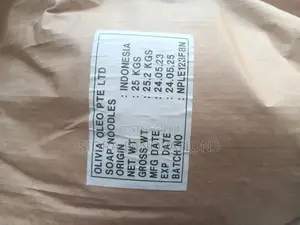 OLIVIA OLEO PTE LTD
SOAP NOODLES
ORIGIN : INDONESIA
NET WT : 25 KGS
GROSS WT : 25.2 KGS
MFG DATE : 24.05.23
EXP DATE : 24.05.25
BATCH NO : NPLE1223F8N